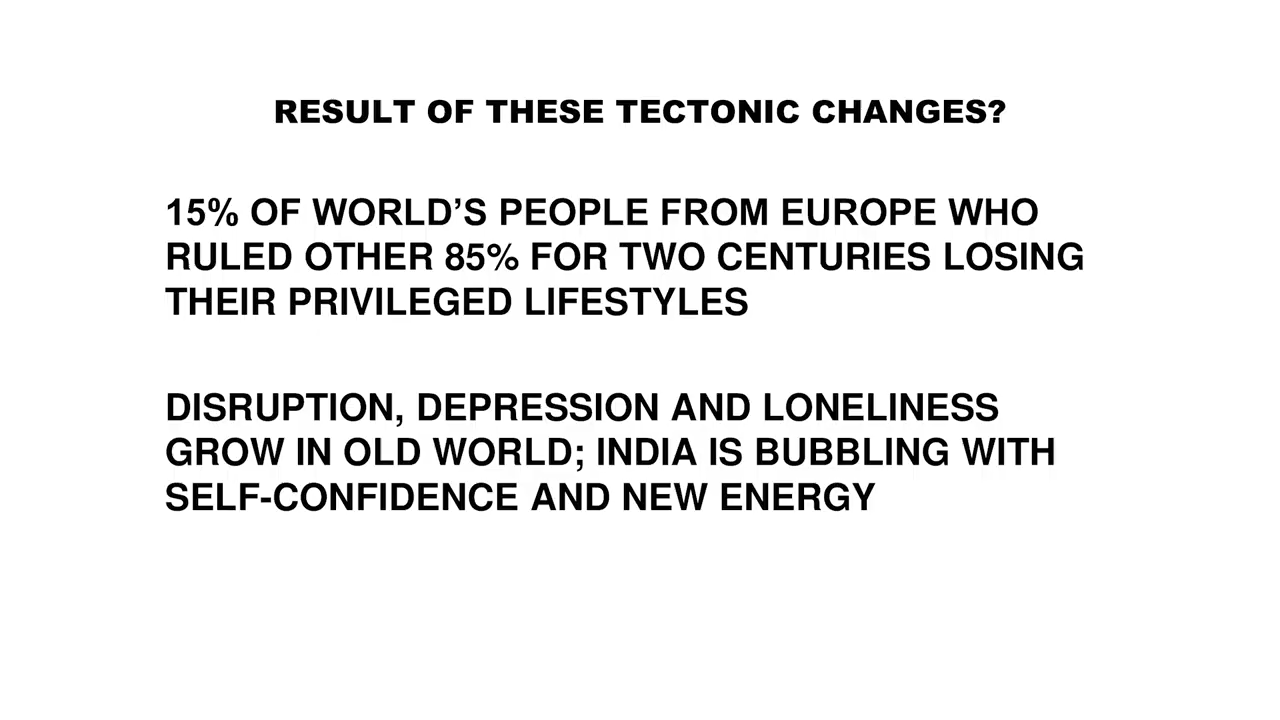 RESULT OF THESE TECTONIC CHANGES?
15% OF WORLD’S PEOPLE FROM EUROPE WHO
RULED OTHER 85% FOR TWO CENTURIES LOSING
THEIR PRIVILEGED LIFESTYLES
DISRUPTION, DEPRESSION AND LONELINESS
GROW IN OLD WORLD; INDIA IS BUBBLING WITH
SELF-CONFIDENCE AND NEW ENERGY